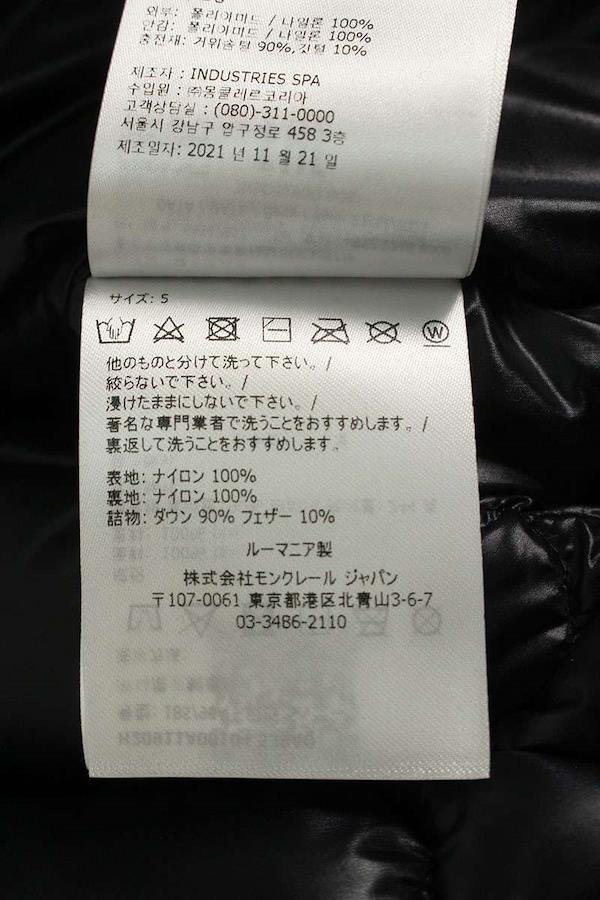 외부: 폴리아미드 / 나일론 100%
안감: 폴리아미드 / 나일론 100%
충전재: 거위솜털 90%,깃털 10%
제조자 : INDUSTRIES SPA
수입원 : ㈜몽클레르코리아
고객상담실 : (080)-311-0000
서울시 강남구 압구정로 458 3층
제조일자: 2021 년 11 월 21 일
サイズ: 5
W
他のものと分けて洗って下さい。/
絞らないで下さい。/
浸けたままにしないで下さい。/
著名な専門業者で洗うことをおすすめします。/
裏返して洗うことをおすすめします。
表地: ナイロン 100%
裏地: ナイロン 100%
詰物: ダウン 90% フェザー 10%
ルーマニア製
株式会社モンクレール ジャパン
〒107-0061 東京都港区北青山3-6-7
03-3486-2110